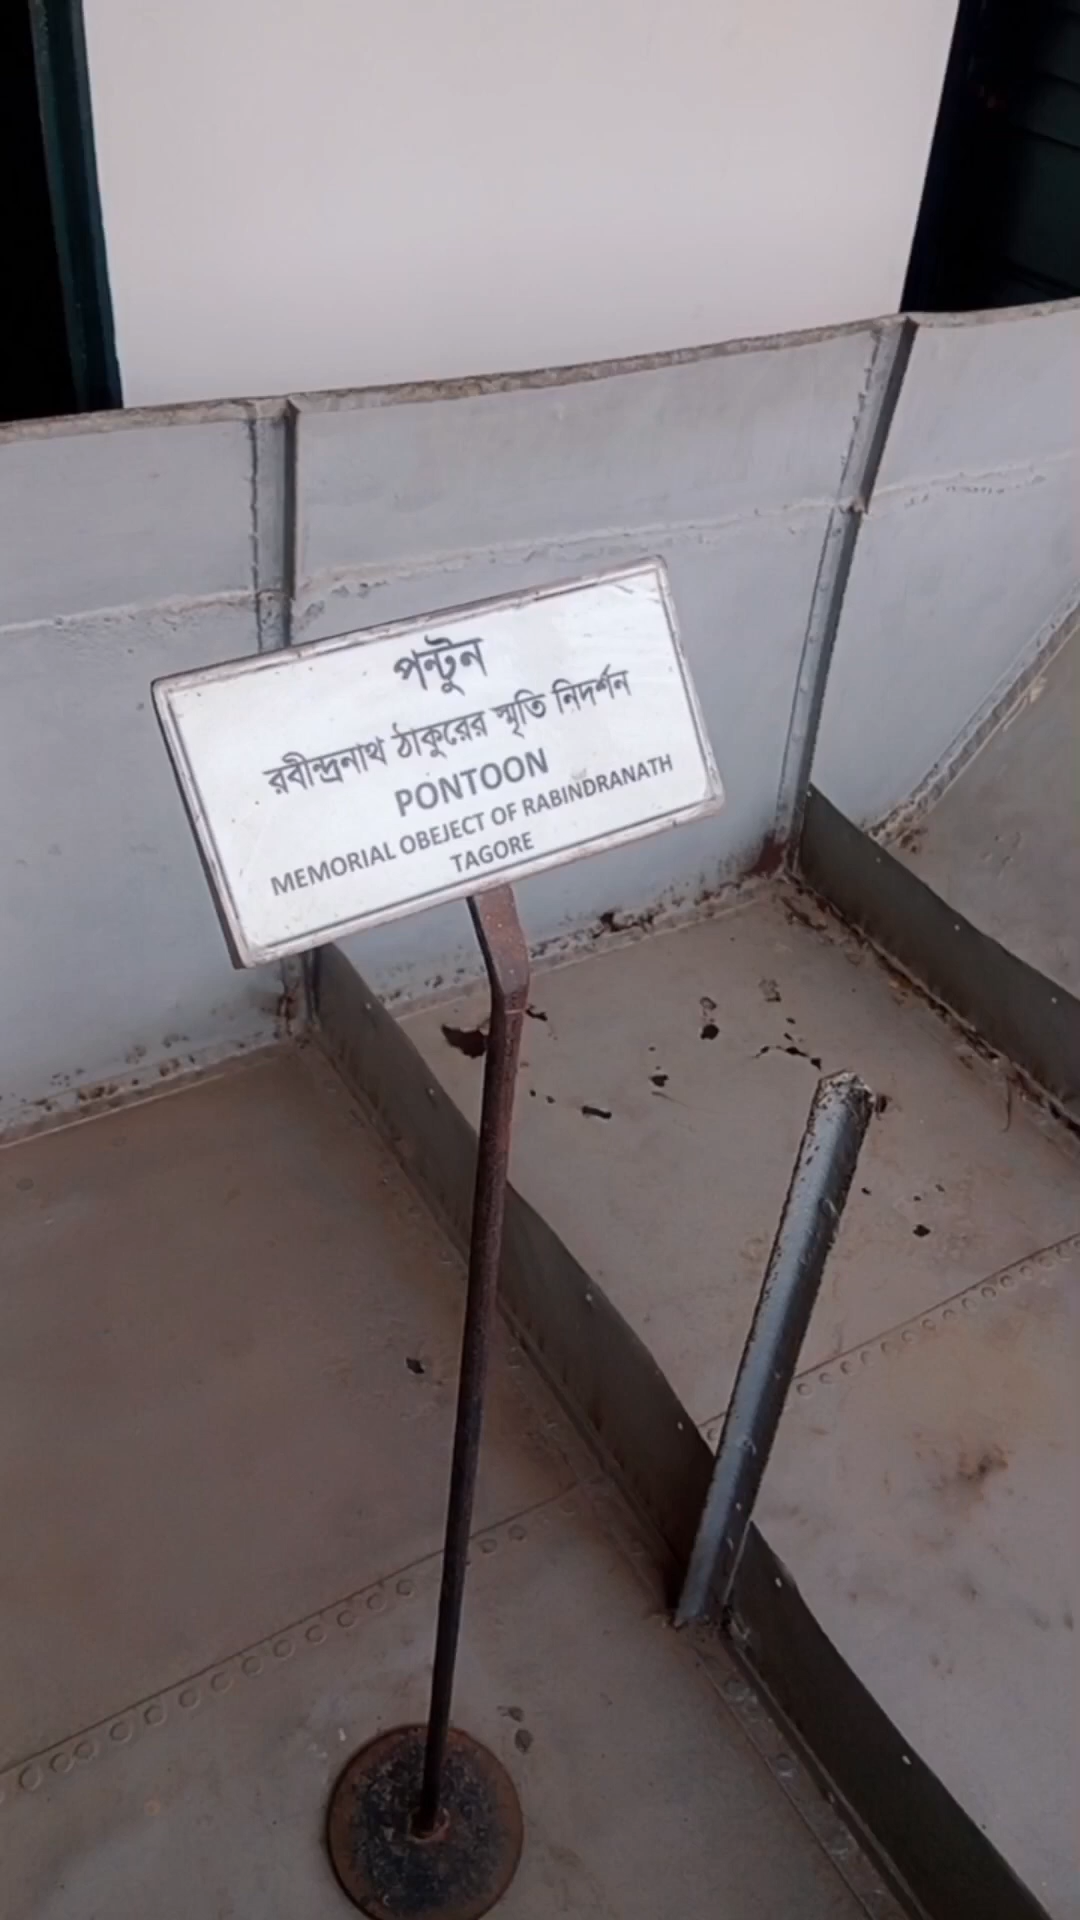 পন্টুন
রবীন্দ্রনাথ ঠাকুরের স্মৃতি নিদর্শন
PONTOON
MEMORIAL OBEJECT OF RABINDRANATH
TAGORE